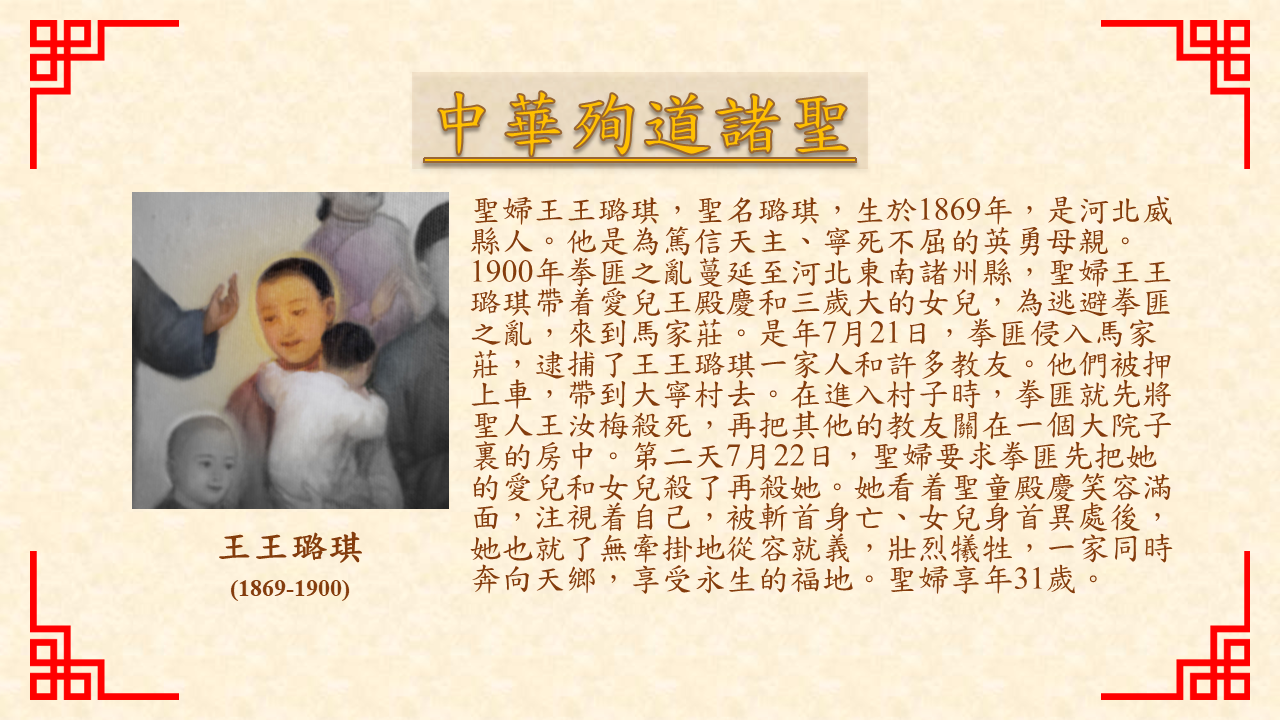 中華殉道諸聖
聖婦王王璐琪，聖名璐琪，生於1869年，是河北威
縣人。他是為篤信天主、寧死不屈的英勇母親。
1900年拳匪之亂蔓延至河北東南諸州縣，聖婦王王
璐琪帶着愛兒王殿慶和三歲大的女兒，為逃避拳匪
之亂，來到馬家莊。是年7月21日，拳匪侵入馬家
莊，逮捕了王王璐琪一家人和許多教友。他們被押
上車，帶到大寧村去。在進入村子時，拳匪就先將
聖人王汝梅殺死，再把其他的教友關在一個大院子
裏的房中。第二天7月22日，聖婦要求拳匪先把她
的愛兒和女兒殺了再殺她。她看着聖童殿慶笑容滿
面，注視着自己，被斬首身亡、女兒身首異處後，
她也就了無牽掛地從容就義，壯烈犧牲，一家同時
奔向天鄉，享受永生的福地。聖婦享年31歲。
王王璐琪
(1869-1900)